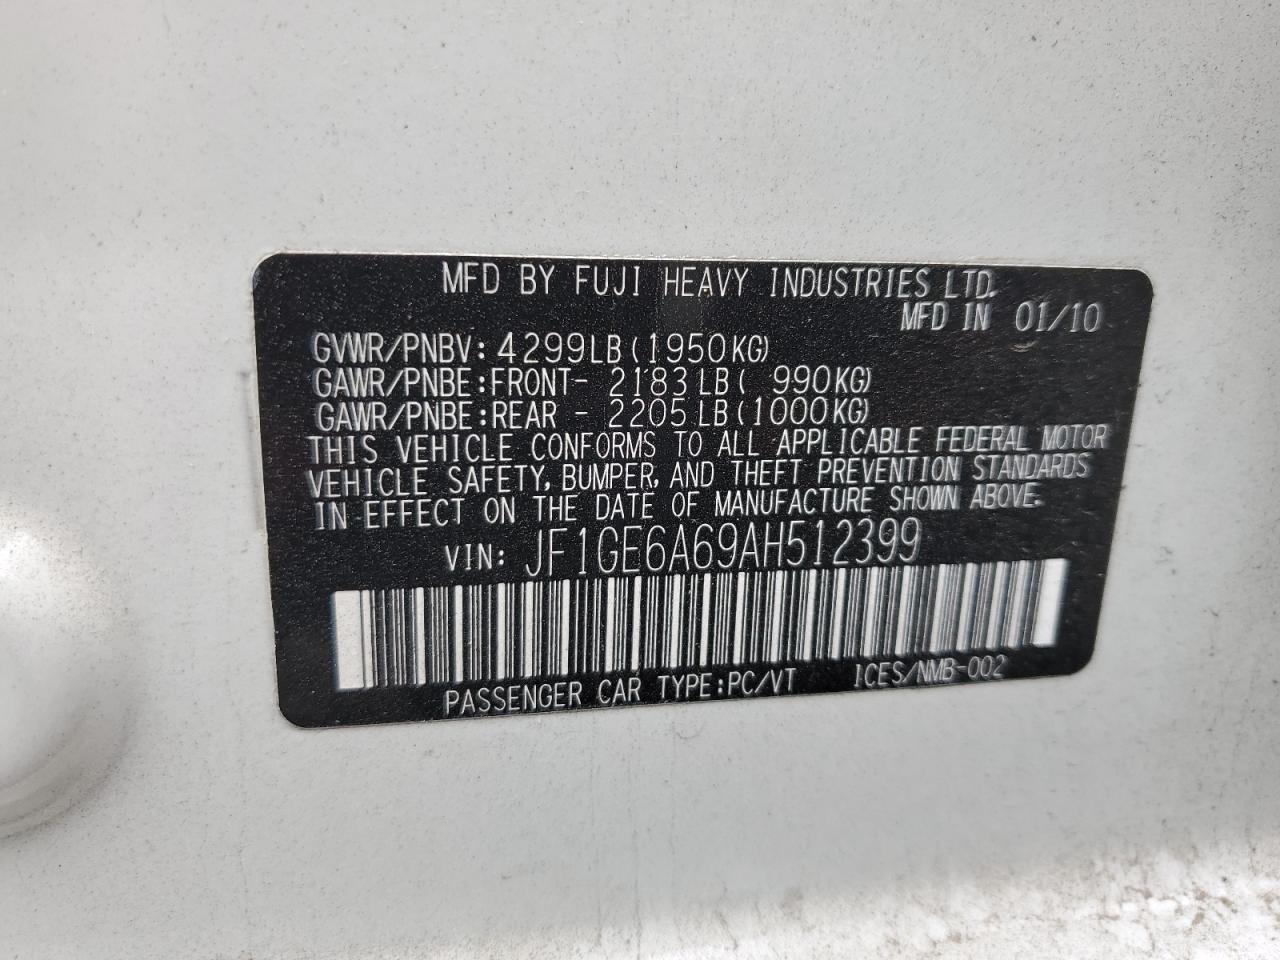 MFD BY FUJI HEAVY INDUSTRIES LTD.
MFD IN 01/10
GVWR/PNBV: 4299LB (1950KG)
GAWR/PNBE:FRONT- 2183LB ( 990KG)
GAWR/PNBE:REAR - 2205LB (1000KG)
THIS VEHICLE CONFORMS TO ALL APPLICABLE FEDERAL MOTOR
VEHICLE SAFETY, BUMPER, AND THEFT PREVENTION STANDARDS
IN EFFECT ON THE DATE OF MANUFACTURE SHOWN ABOVE.
VIN: JF1GE6A69AH512399
PASSENGER CAR TYPE:PC/VT ICES/NMB-002